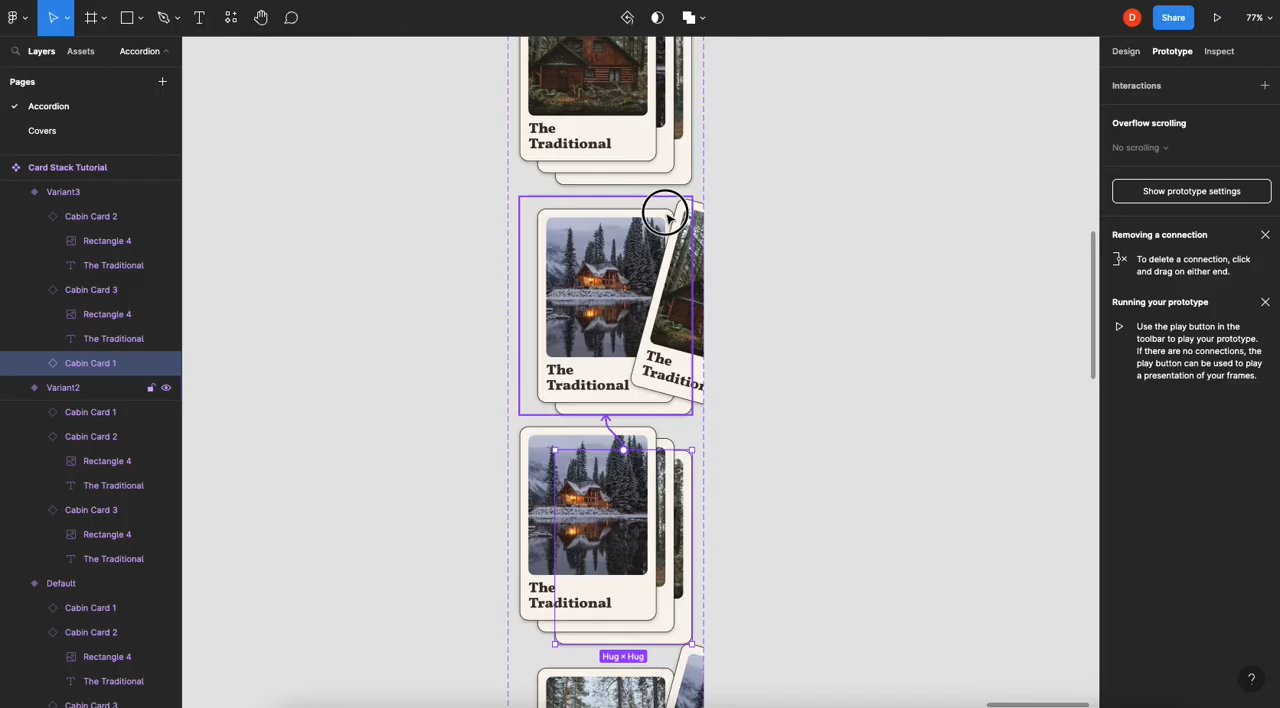 D
Share
77%
Layers
Assets
Accordion
Pages
Accordion
Covers
Card Stack Tutorial
Variant3
Cabin Card 2
Rectangle 4
The Traditional
Cabin Card 3
Rectangle 4
The Traditional
Cabin Card 1
Variant2
Cabin Card 1
Cabin Card 2
Rectangle 4
The Traditional
Cabin Card 3
Rectangle 4
The Traditional
Default
Cabin Card 1
Cabin Card 2
Rectangle 4
The Traditional
Cabin Card 3
The
Traditional
The
Traditional
The
Traditio
The
Traditional
Hug × Hug
Design
Prototype
Inspect
Interactions
Overflow scrolling
No scrolling
Show prototype settings
Removing a connection
To delete a connection, click
and drag on either end.
Running your prototype
Use the play button in the
toolbar to play your prototype.
If there are no connections, the
play button can be used to play
a presentation of your frames.
?